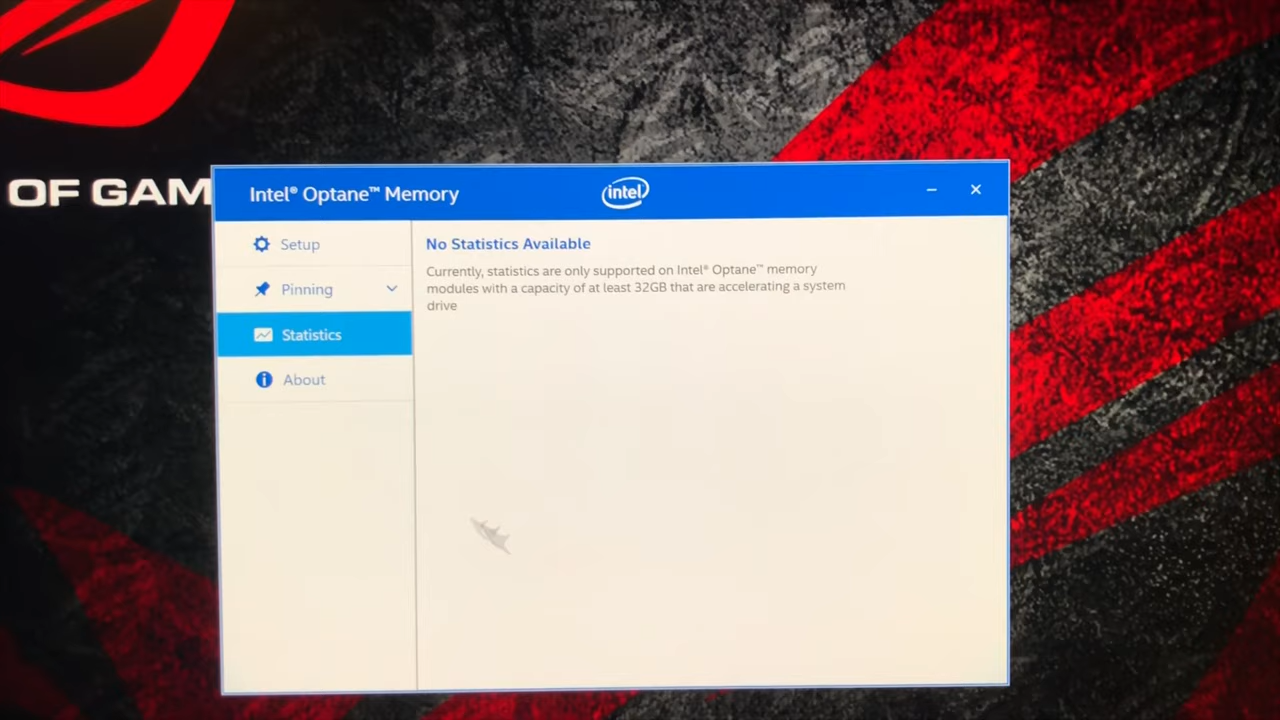 OF GAM
Intel® Optane™ Memory
intel
Setup
Pinning
Statistics
About
No Statistics Available
Currently, statistics are only supported on Intel® Optane™ memory
modules with a capacity of at least 32GB that are accelerating a system
drive